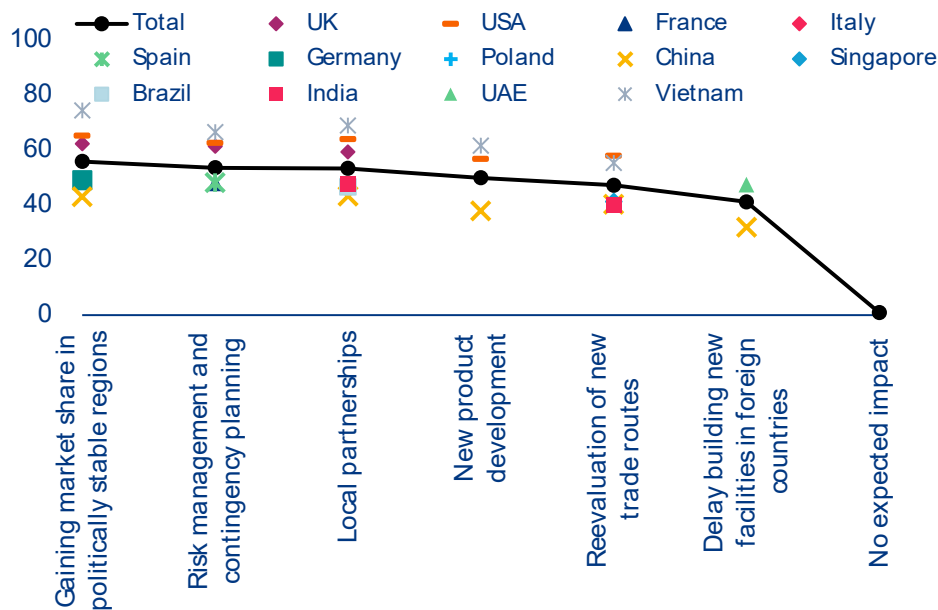 Total UK USA France Italy
Spain Germany Poland China Singapore
Brazil India UAE Vietnam
100
80
60
40
20
0
Gaining market share in
politically stable regions
Risk management and
contingency planning
Local partnerships
New product
development
Reevaluation of new
trade routes
Delay building new
facilities in foreign
countries
No expected impact